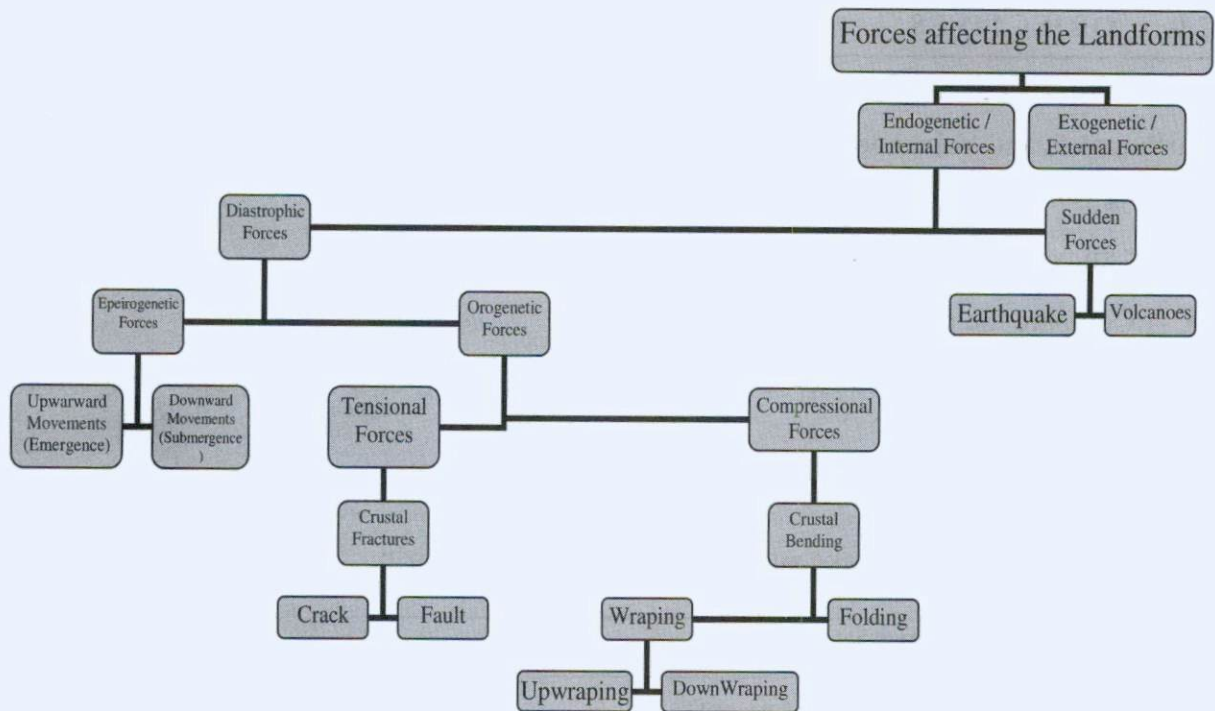 Forces affecting the Landforms
Endogenetic /
Internal Forces
Exogenetic /
External Forces
Diastrophic
Forces
Sudden
Forces
Epeirogenetic
Forces
Orogenetic
Forces
Earthquake
Volcanoes
Upwarward
Movements
(Emergence)
Downward
Movements
(Submergence
)
Tensional
Forces
Compressional
Forces
Crustal
Fractures
Crustal
Bending
Crack
Fault
Wraping
Folding
Upwraping
DownWraping